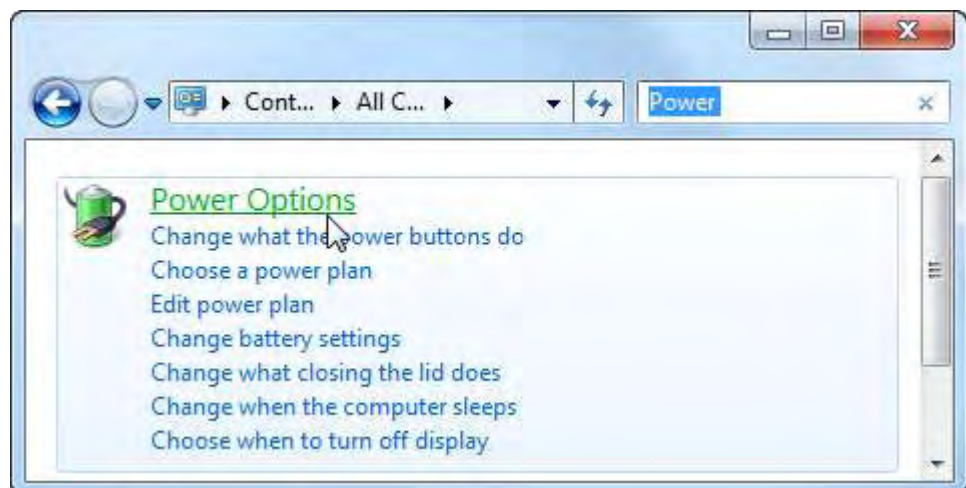 Cont... All C... Power
Power Options
Change what the power buttons do
Choose a power plan
Edit power plan
Change battery settings
Change what closing the lid does
Change when the computer sleeps
Choose when to turn off display